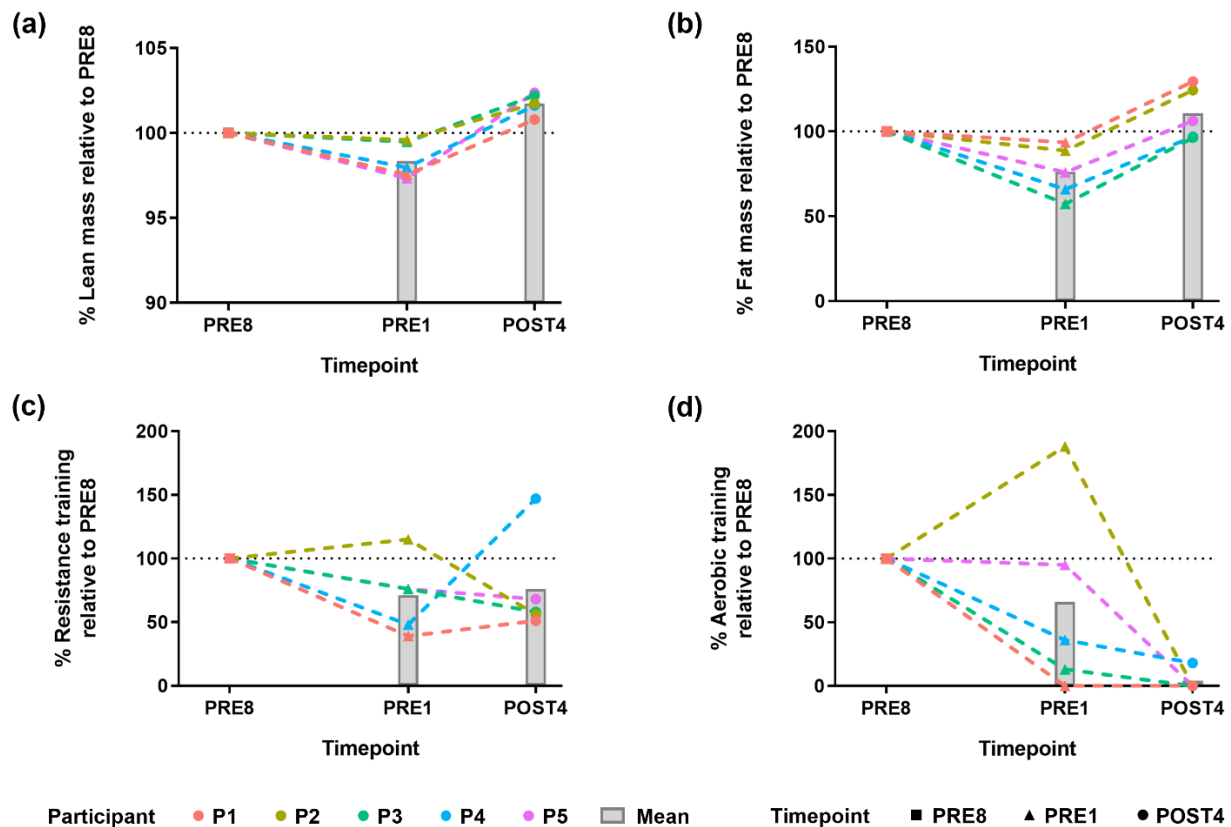 (a)
% Lean mass relative to PRE8
105
100
95
90
PRE8 PRE1 POST4
Timepoint
(b)
% Fat mass relative to PRE8
150
100
50
0
PRE8 PRE1 POST4
Timepoint
(c)
% Resistance training
relative to PRE8
200
150
100
50
0
PRE8 PRE1 POST4
Timepoint
(d)
% Aerobic training
relative to PRE8
200
150
100
50
0
PRE8 PRE1 POST4
Timepoint
Participant P1 P2 P3 P4 P5 Mean Timepoint PRE8 PRE1 POST4